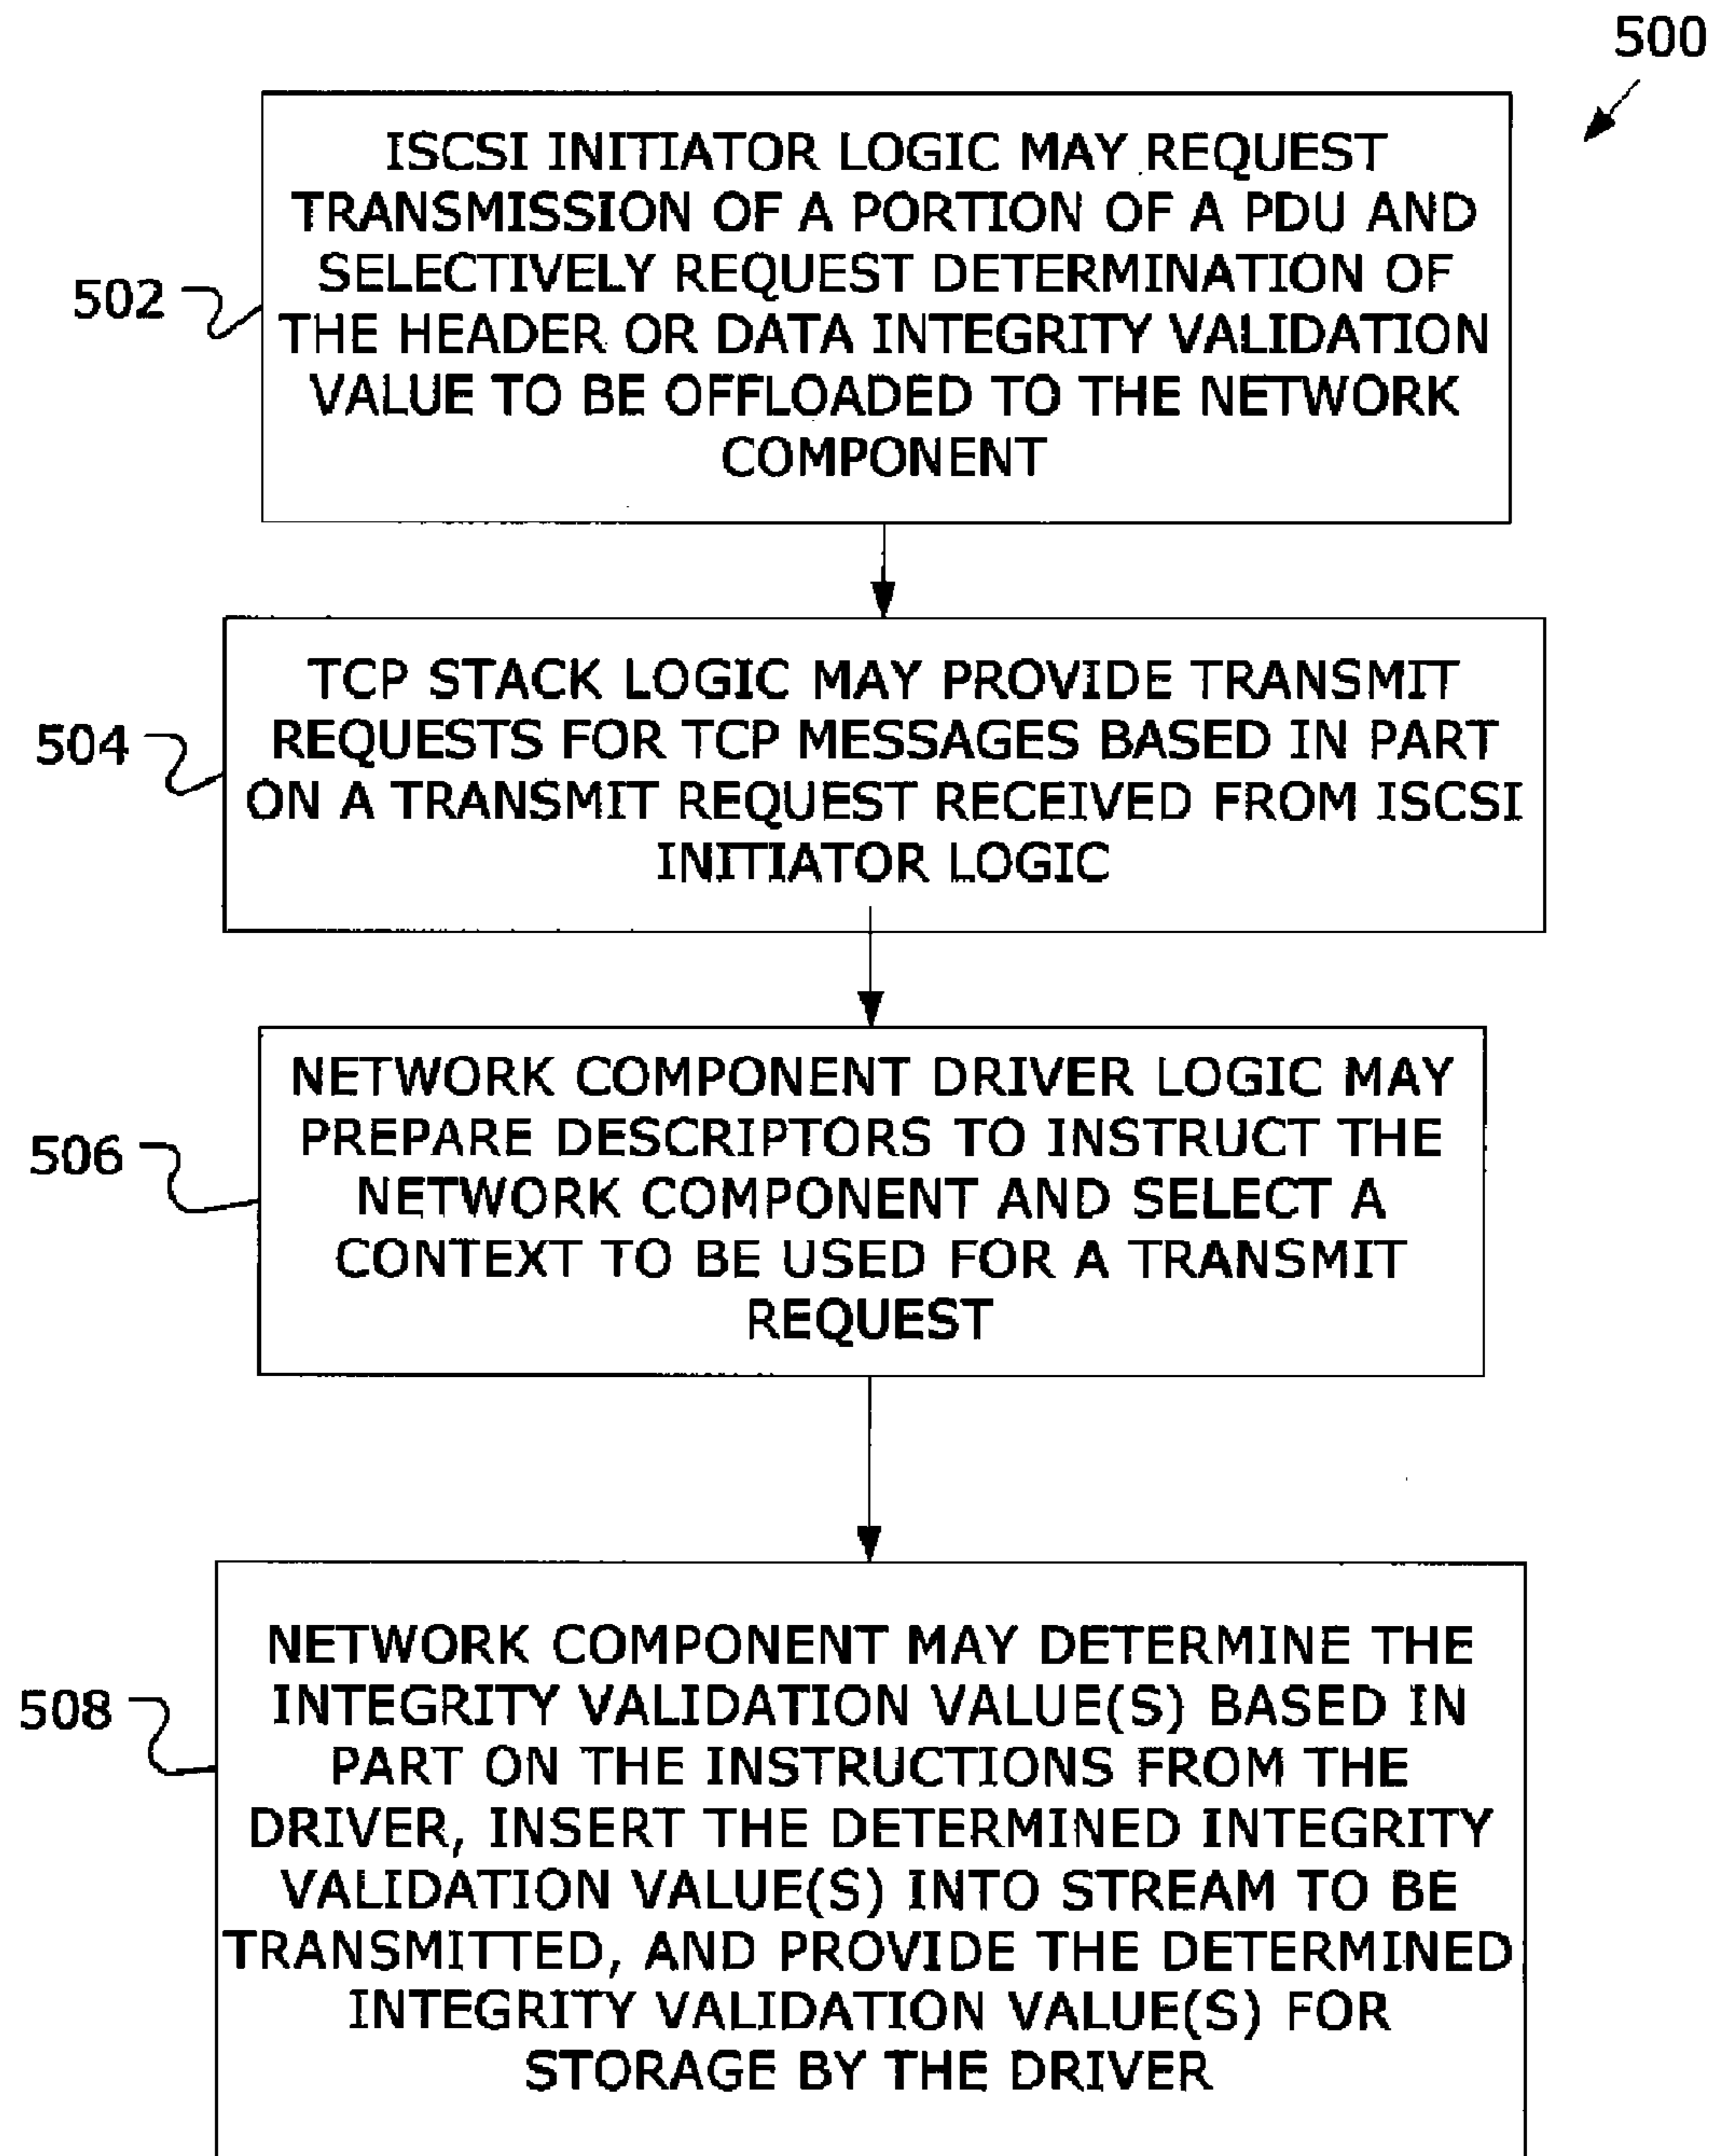 500
ISCSI INITIATOR LOGIC MAY REQUEST
TRANSMISSION OF A PORTION OF A PDU AND
SELECTIVELY REQUEST DETERMINATION OF
THE HEADER OR DATA INTEGRITY VALIDATION
VALUE TO BE OFFLOADED TO THE NETWORK
COMPONENT
502
TCP STACK LOGIC MAY PROVIDE TRANSMIT
REQUESTS FOR TCP MESSAGES BASED IN PART
ON A TRANSMIT REQUEST RECEIVED FROM ISCSI
INITIATOR LOGIC
504
NETWORK COMPONENT DRIVER LOGIC MAY
PREPARE DESCRIPTORS TO INSTRUCT THE
NETWORK COMPONENT AND SELECT A
CONTEXT TO BE USED FOR A TRANSMIT
REQUEST
506
NETWORK COMPONENT MAY DETERMINE THE
INTEGRITY VALIDATION VALUE(S) BASED IN
PART ON THE INSTRUCTIONS FROM THE
DRIVER, INSERT THE DETERMINED INTEGRITY
VALIDATION VALUE(S) INTO STREAM TO BE
TRANSMITTED, AND PROVIDE THE DETERMINED
INTEGRITY VALIDATION VALUE(S) FOR
STORAGE BY THE DRIVER
508